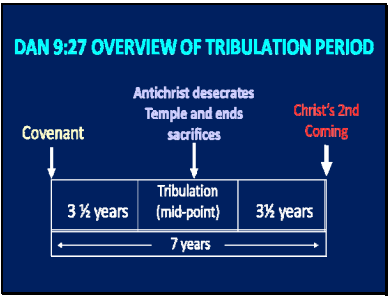 DAN 9:27 OVERVIEW OF TRIBULATION PERIOD
Antichrist desecrates
Temple and ends
sacrifices
Christ's 2nd
Coming
Covenant
3 ½ years
Tribulation
(mid-point)
3½ years
7 years